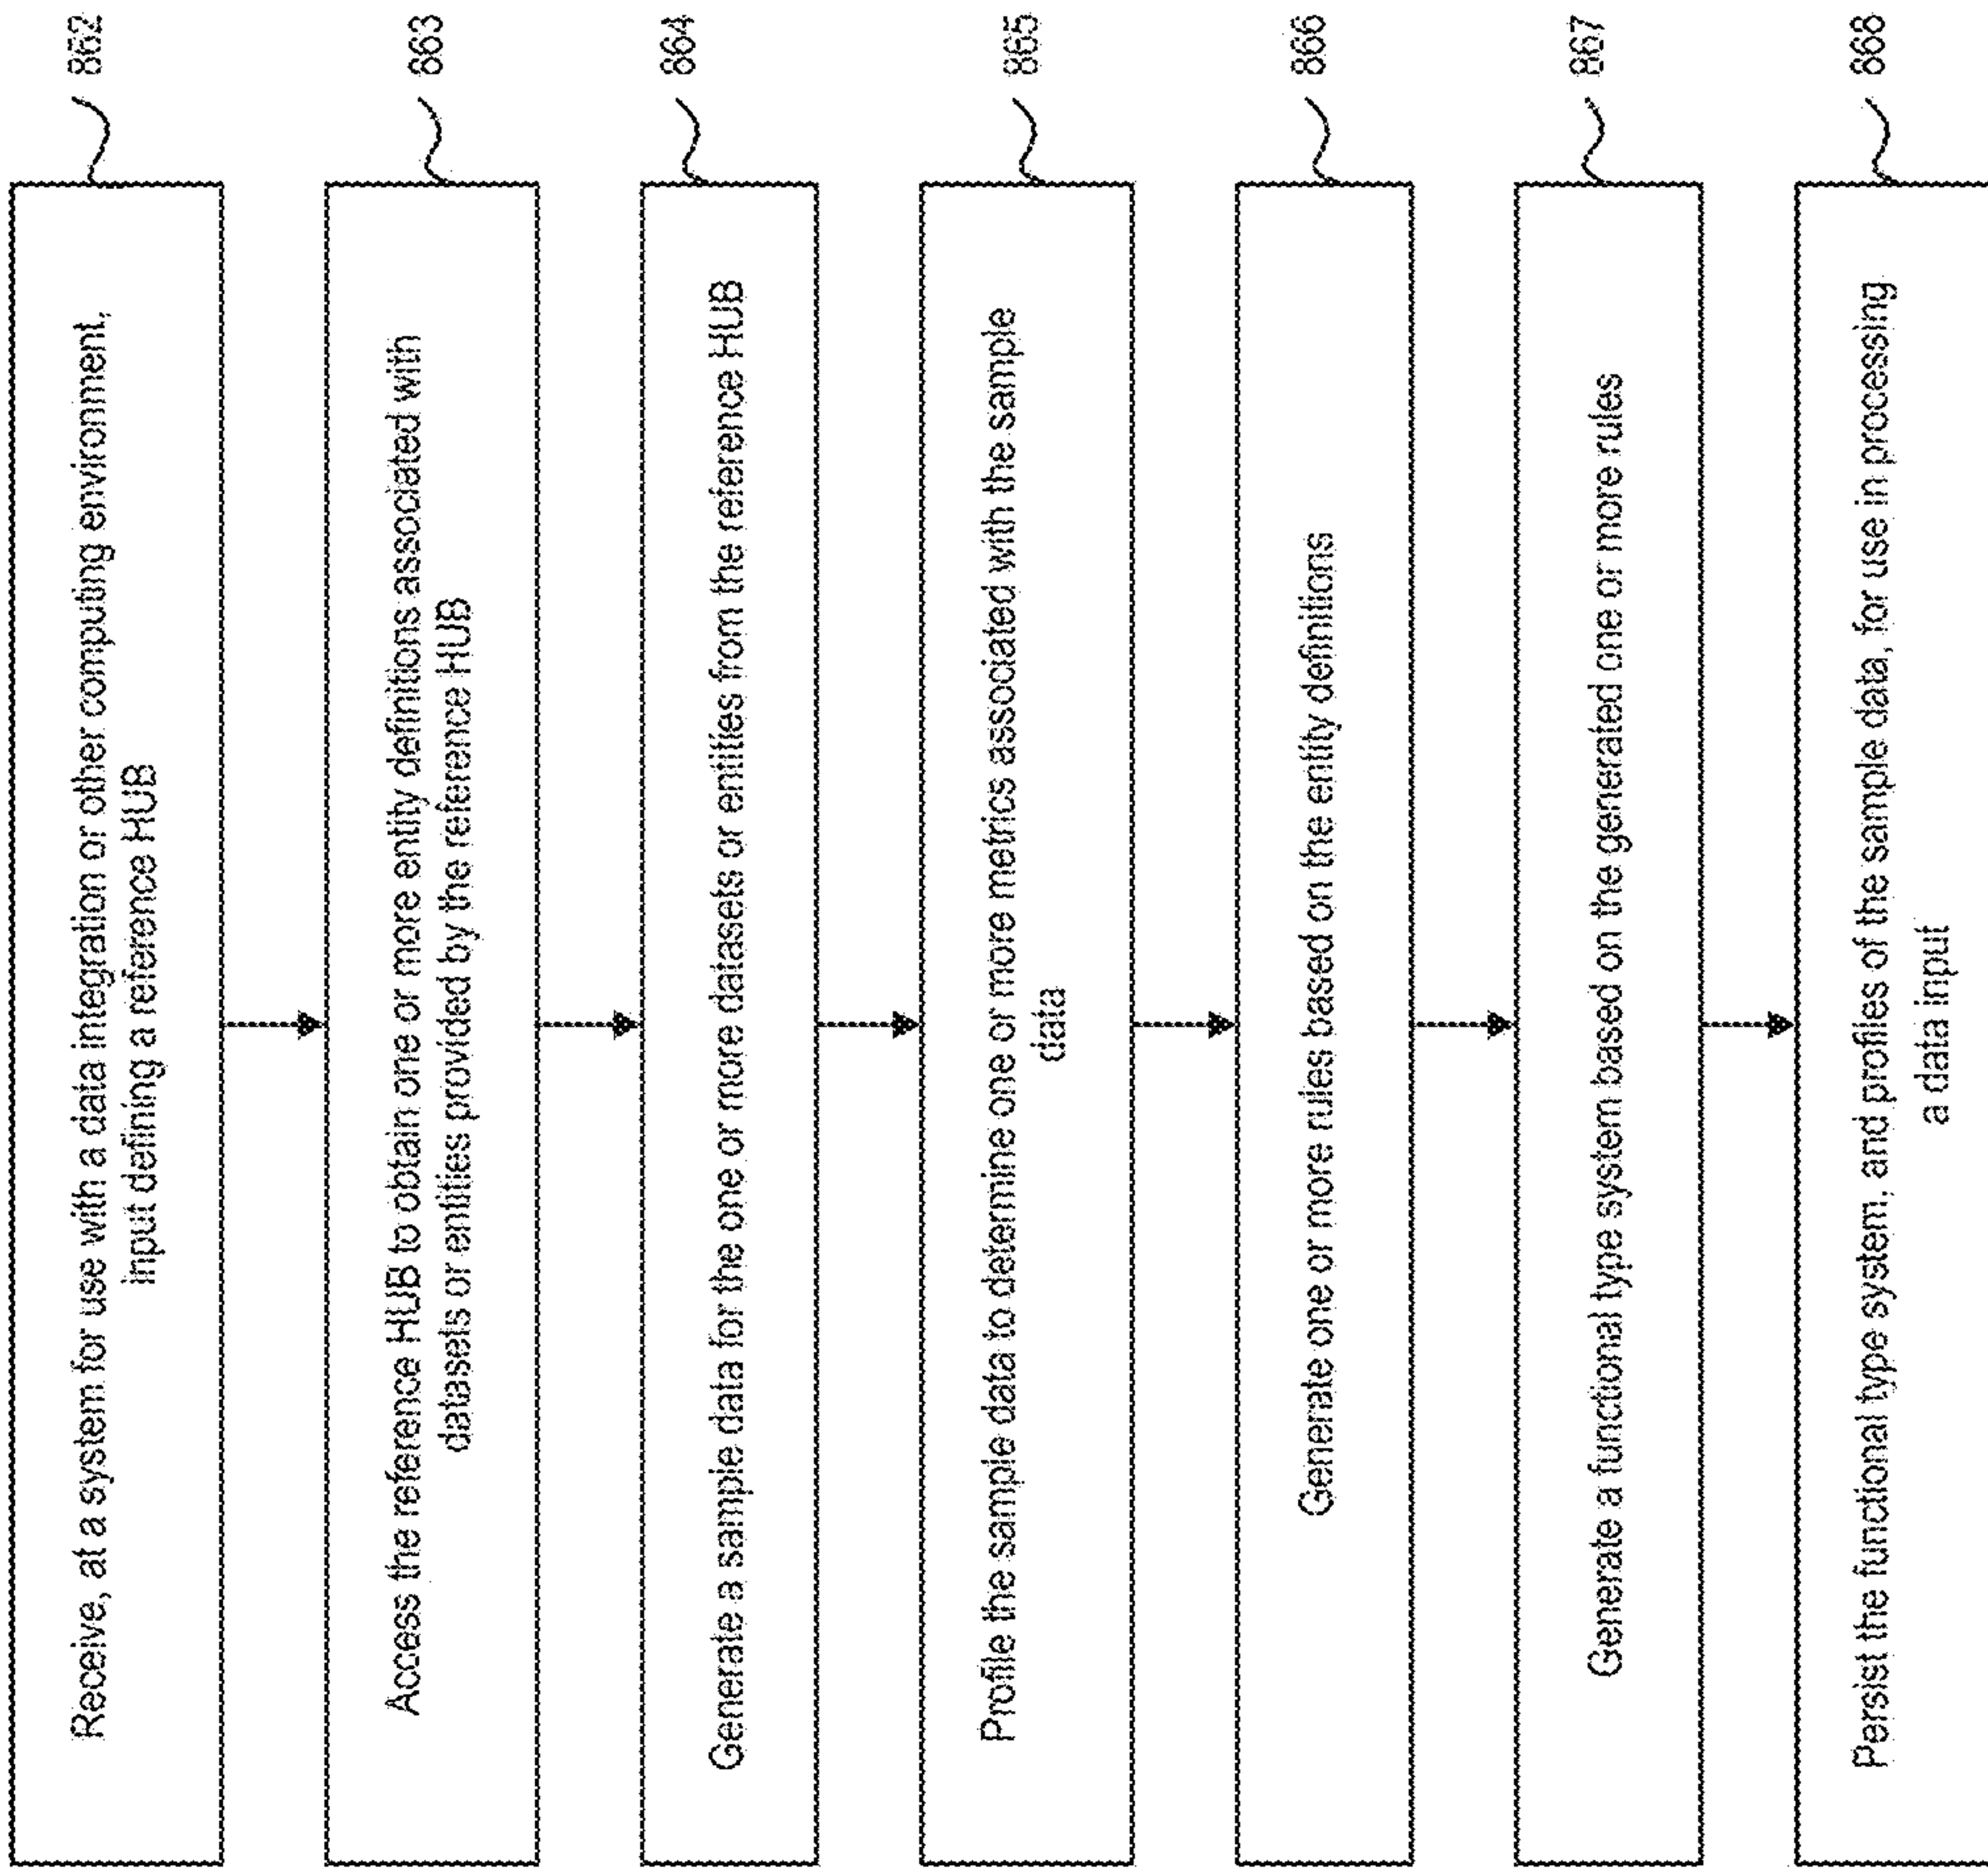 Receive, at a system for use with a data integration or other computing environment,
input defining a reference HUB
862
Access the reference HUB to obtain one or more entity definitions associated with
datasets or entities provided by the reference HUB
863
Generate a sample data for the one or more datasets or entities from the reference HUB
864
Profile the sample data to determine one or more metrics associated with the sample
data
865
Generate one or more rules based on the entity definitions
866
Generate a functional type system based on the generated one or more rules
867
Persist the functional type system, and profiles of the sample data, for use in processing
a data input
868